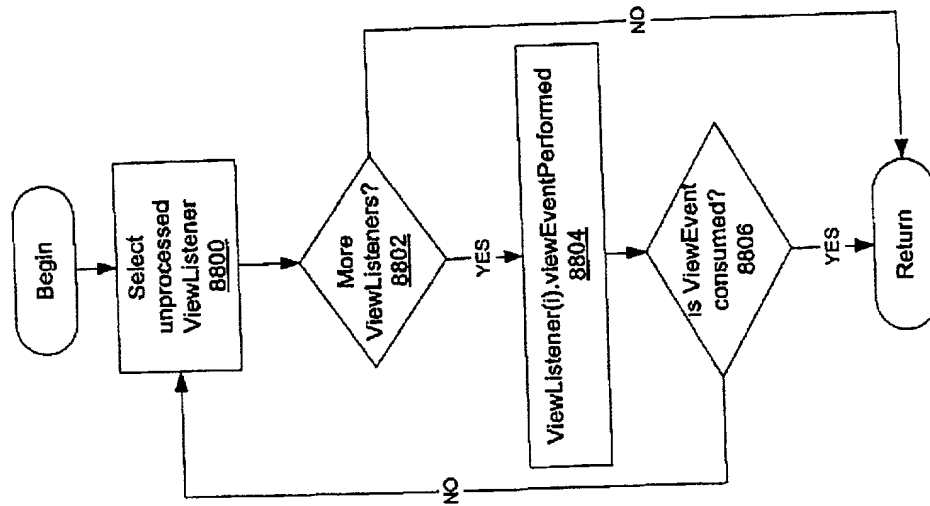 Begin
Select
unprocessed
ViewListener
8800
More
ViewListeners?
8802
NO
YES
ViewListener(i).viewEventPerformed
8804
is ViewEvent
consumed?
8806
NO
YES
Return